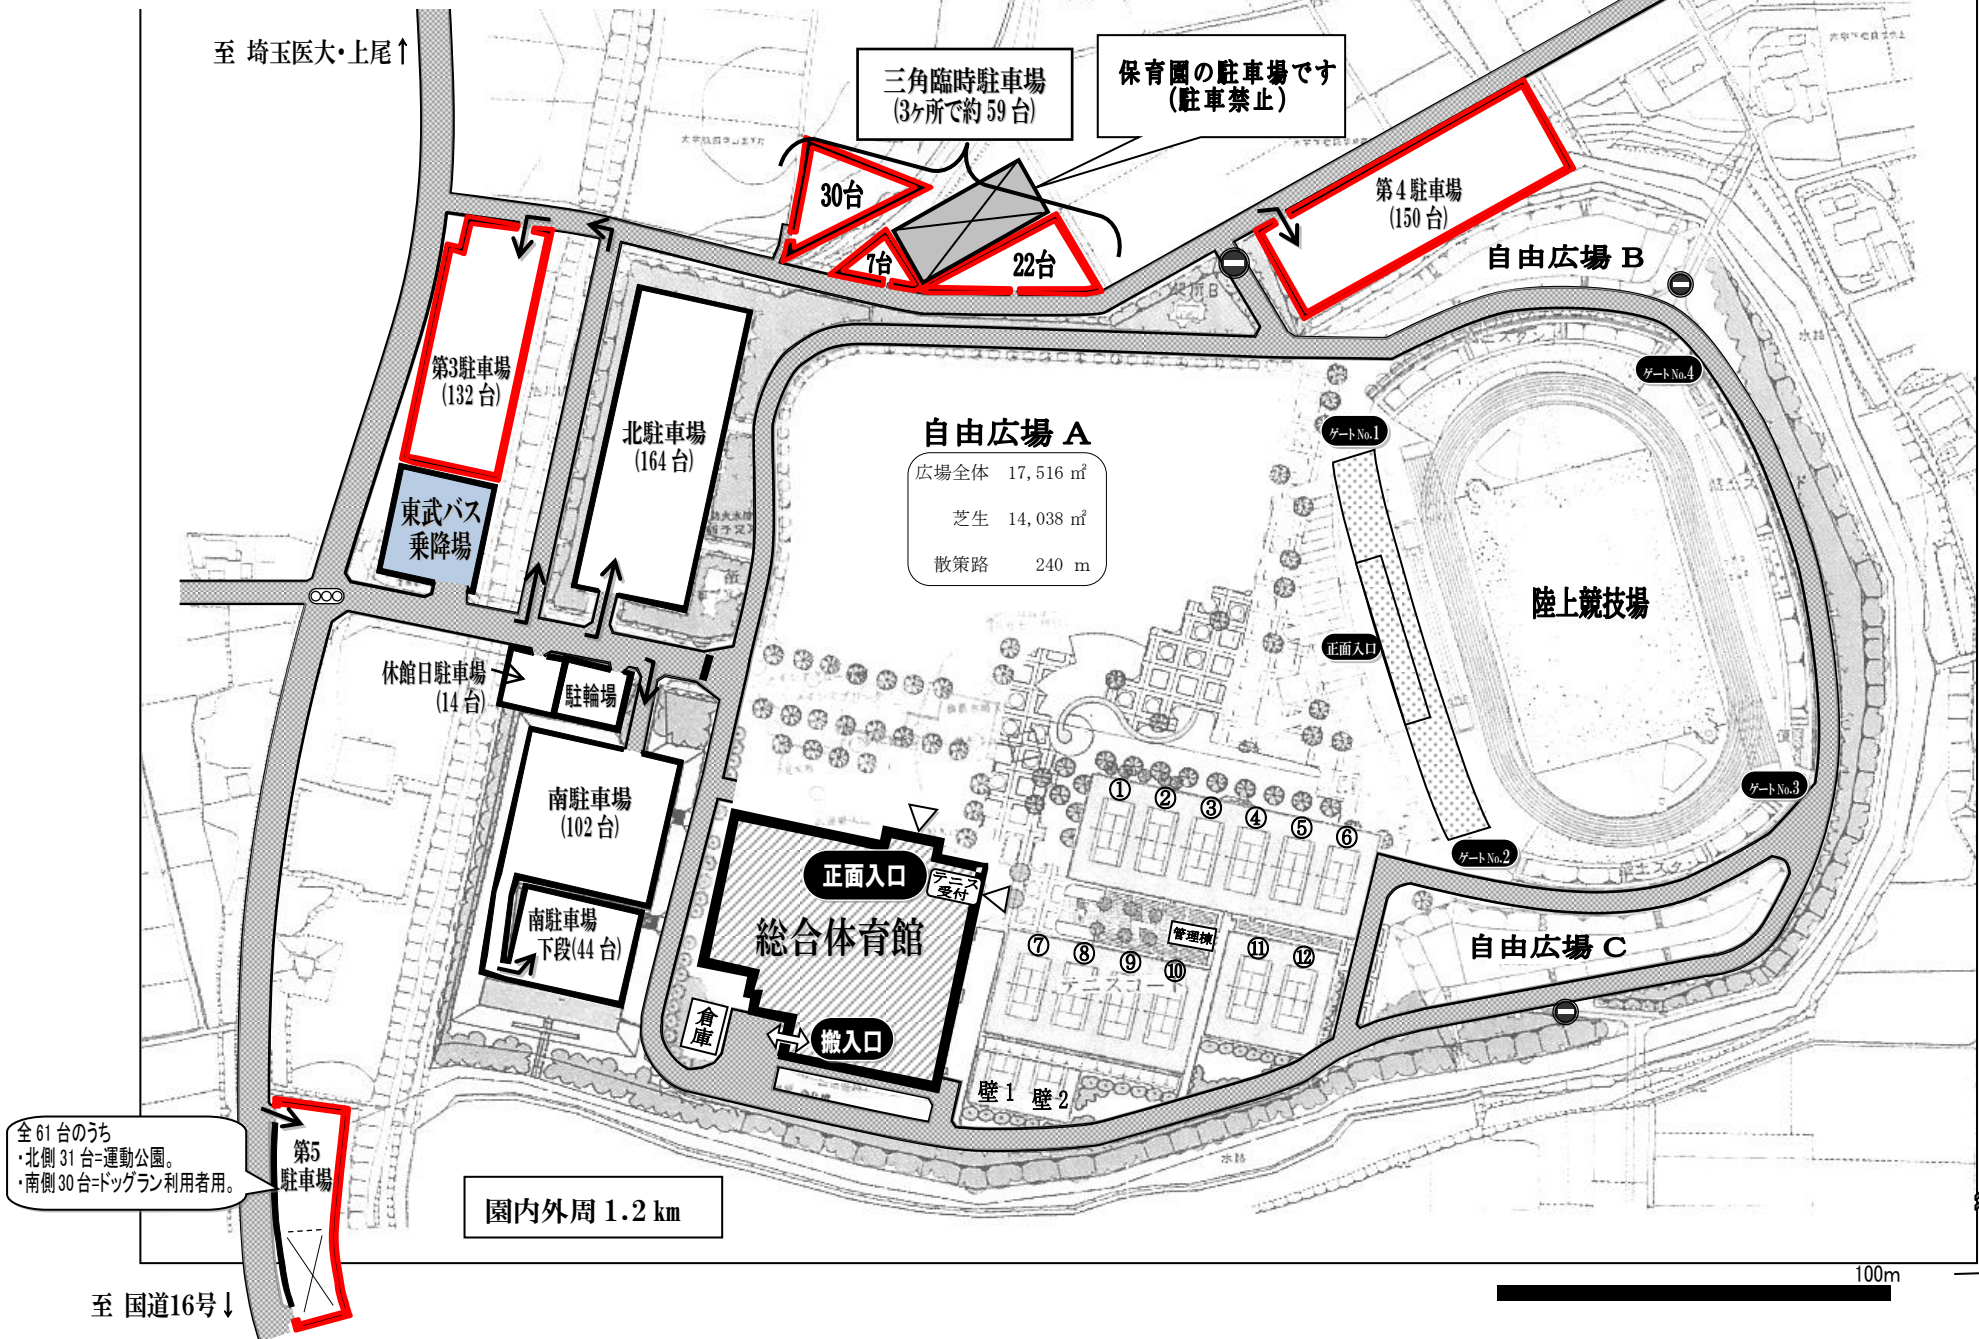 至 埼玉医大・上尾↑
三角臨時駐車場
(3ヶ所で約59台)
保育園の駐車場です
(駐車禁止)
30台
7台
22台
第4駐車場
(150台)
自由広場 B
第3駐車場
(132台)
北駐車場
(164台)
東武バス
乗降場
自由広場 A
広場全体 17,516 ㎡
芝生 14,038 ㎡
散策路 240 m
ゲートNo.4
ゲートNo.1
陸上競技場
正面入口
休館日駐車場
(14台)
駐輪場
南駐車場
(102台)
南駐車場
下段(44台)
ゲートNo.3
ゲートNo.2
①
②
③
④
⑤
⑥
正面入口
テニス
受付
総合体育館
管理棟
⑦
⑧
⑨
⑩
⑪
⑫
テニスコート
自由広場 C
倉庫
搬入口
壁1 壁2
水路
水路
全61台のうち
・北側31台=運動公園。
・南側30台=ドッグラン利用者用。
第5
駐車場
園内外周 1.2 km
至 国道16号↓
100m